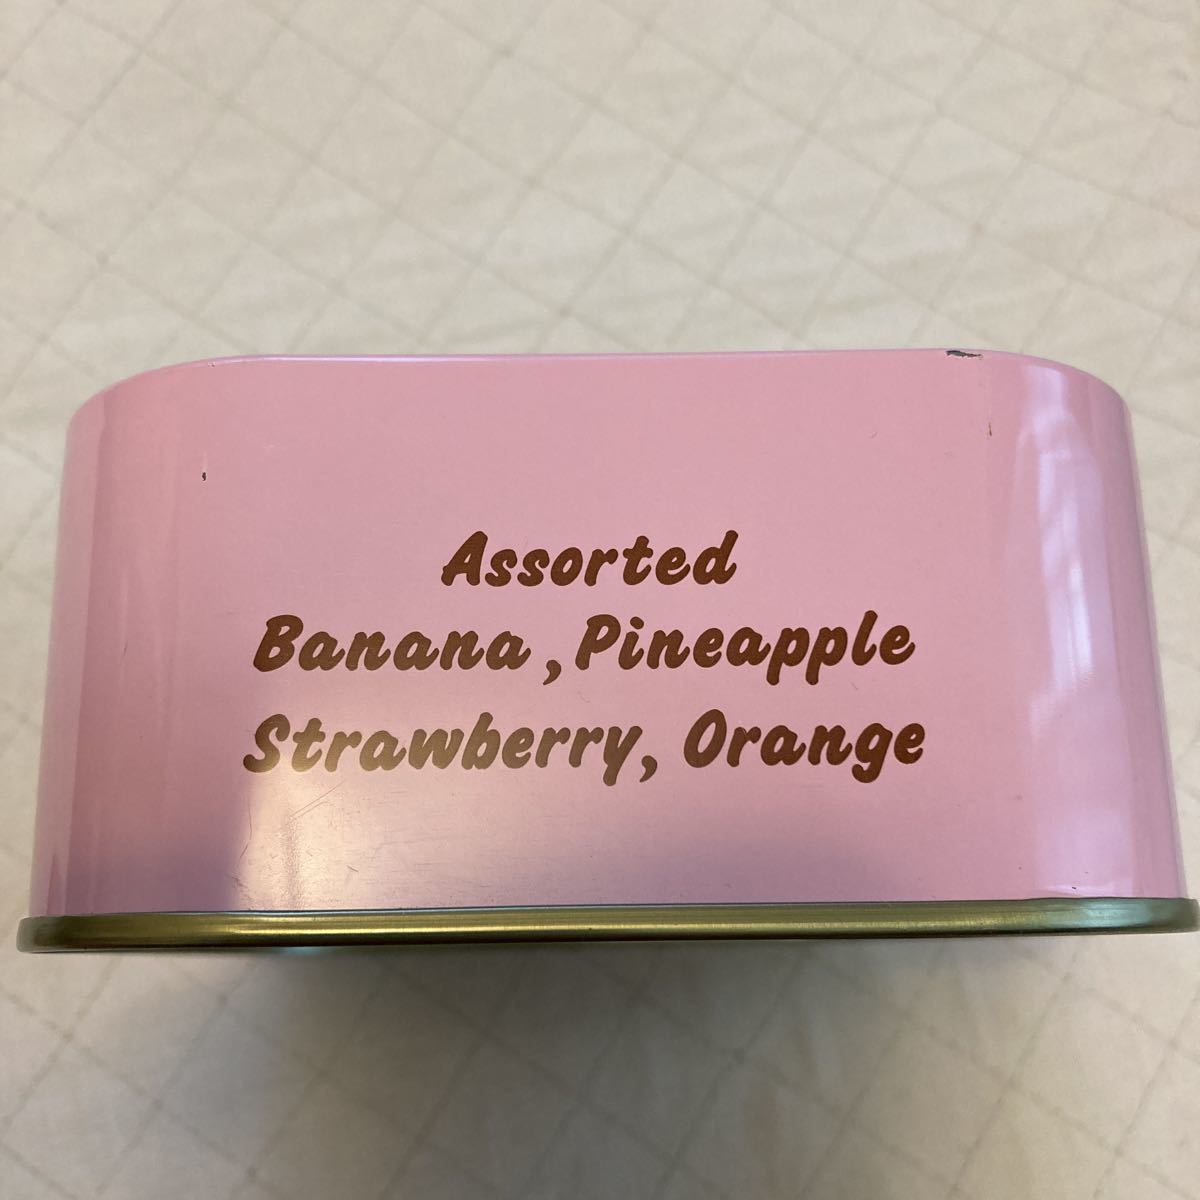 Assorted
Banana, Pineapple
Strawberry, Orange